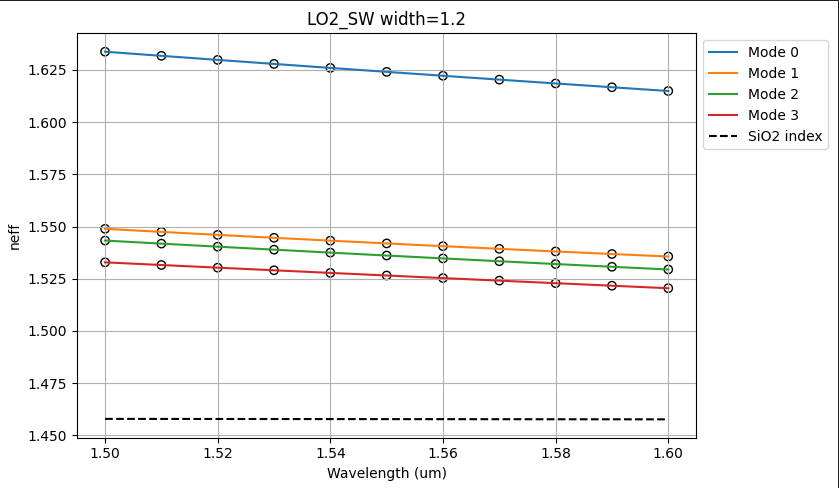 LO2_SW width=1.2
neff
1.625
1.600
1.575
1.550
1.525
1.500
1.475
1.450
1.50 1.52 1.54 1.56 1.58 1.60
Wavelength (um)
Mode 0
Mode 1
Mode 2
Mode 3
SiO2 index